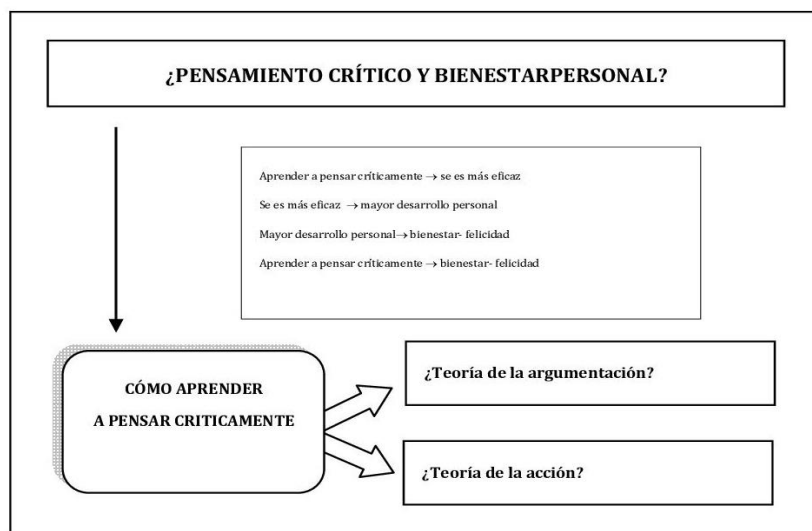 ¿PENSAMIENTO CRÍTICO Y BIENESTARPERSONAL?
Aprender a pensar críticamente → se es más eficaz
Se es más eficaz → mayor desarrollo personal
Mayor desarrollo personal→ bienestar- felicidad
Aprender a pensar críticamente → bienestar- felicidad
CÓMO APRENDER
A PENSAR CRITICAMENTE
¿Teoría de la argumentación?
¿Teoría de la acción?